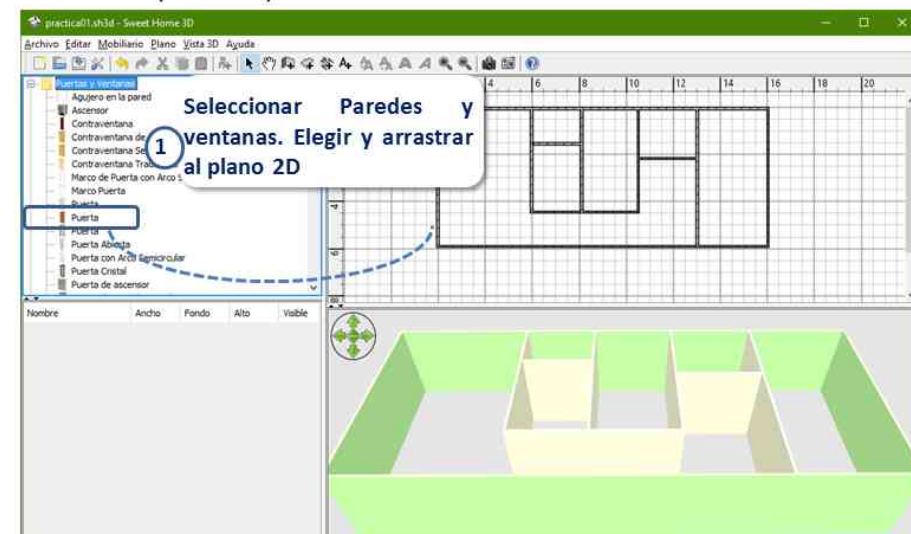 practica01.sh3d - Sweet Home 3D
Archivo Editar Mobiliario Plano Vista 3D Ayuda
Puertas y Ventanas
Agujero en la pared
Ascensor
Contraventana
Contraventana de
Contraventana
Contraventana
Marco de Puerta con Arco
Marco Puerta
Puerta
Puerta
Puerta
Puerta Abierta
Puerta con Arco Semicircular
Puerta Cristal
Puerta de ascensor
1
Seleccionar Paredes y
ventanas. Elegir y arrastrar
al plano 2D
4 6 8 10 12 14 16 18 20
4
6
8
Nombre Ancho Fondo Alto Visible